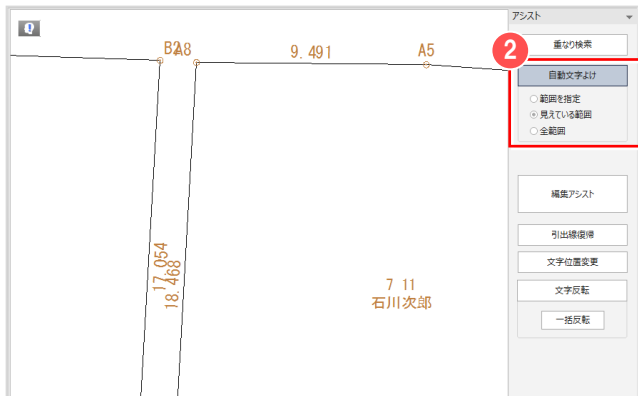 アシスト
B2
A8
9.491
A5
2
重なり検索
自動文字よけ
範囲を指定
見えている範囲
全範囲
編集アシスト
引出線復帰
文字位置変更
文字反転
一括反転
17.054
18.468
7 11
石川次郎